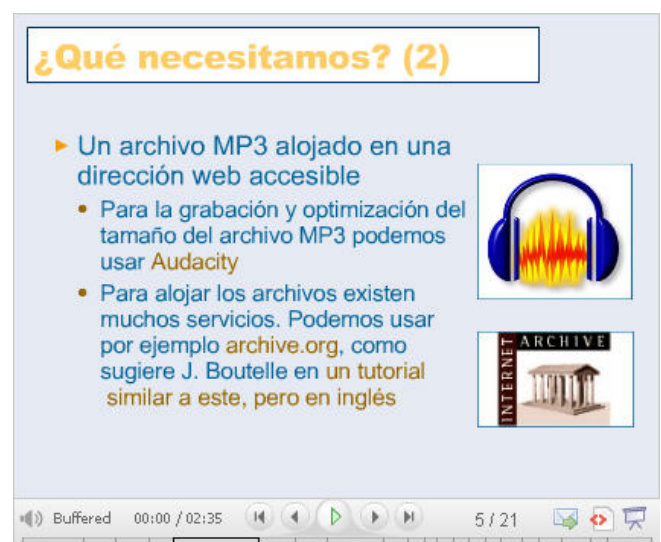 ¿Qué necesitamos? (2)
► Un archivo MP3 alojado en una
dirección web accesible
• Para la grabación y optimización del
tamaño del archivo MP3 podemos
usar Audacity
• Para alojar los archivos existen
muchos servicios. Podemos usar
por ejemplo archive.org, como
sugiere J. Boutelle en un tutorial
similar a este, pero en inglés
INTERNET
ARCHIVE
Buffered 00:00 / 02:35 5 / 21